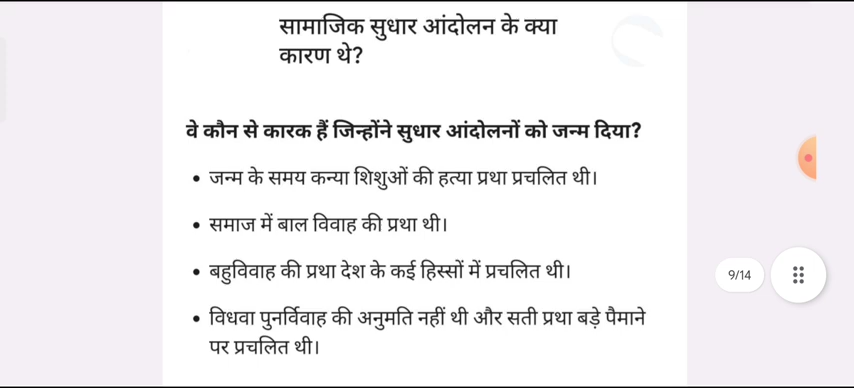 सामाजिक सुधार आंदोलन के क्या
कारण थे?
वे कौन से कारक हैं जिन्होंने सुधार आंदोलनों को जन्म दिया?
• जन्म के समय कन्या शिशुओं की हत्या प्रथा प्रचलित थी।
• समाज में बाल विवाह की प्रथा थी।
• बहुविवाह की प्रथा देश के कई हिस्सों में प्रचलित थी।
9/14
• विधवा पुनर्विवाह की अनुमति नहीं थी और सती प्रथा बड़े पैमाने
पर प्रचलित थी।